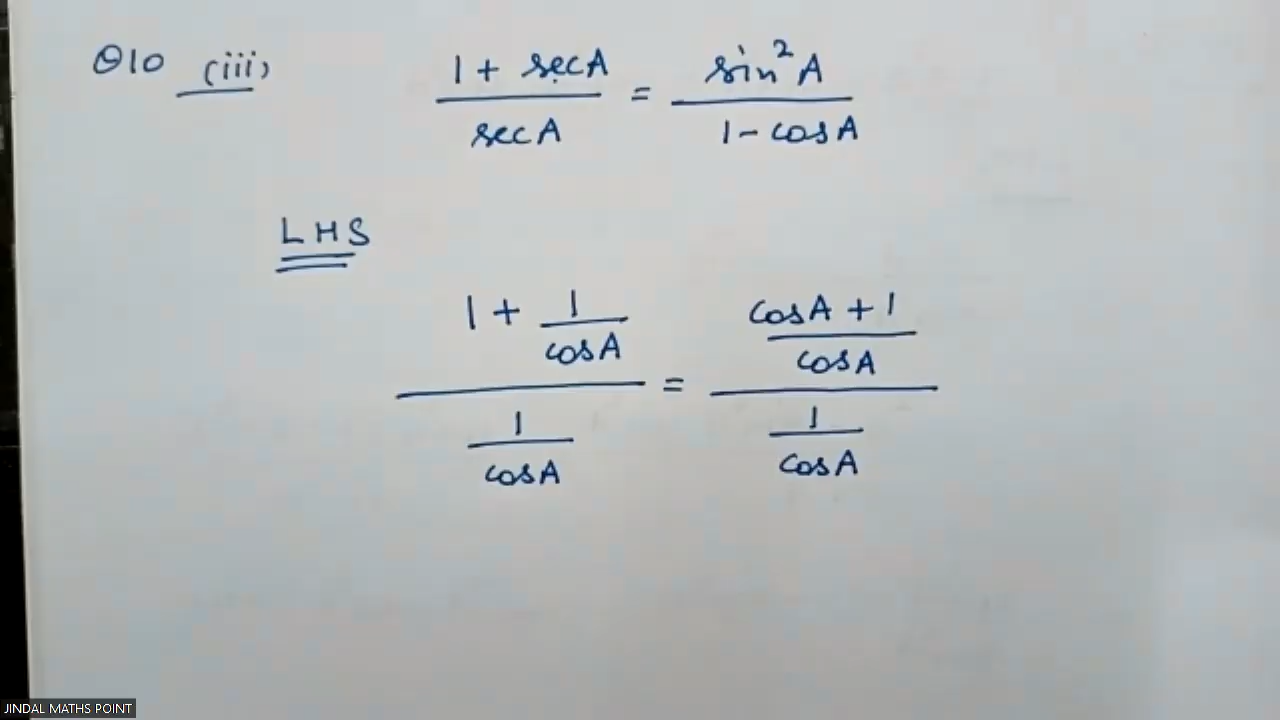 Q10 (iii)
1 + secA / secA = sin²A / 1 - cosA
LHS
1 + 1/cosA / 1/cosA = cosA + 1/cosA / 1/cosA
JINDAL MATHS POINT